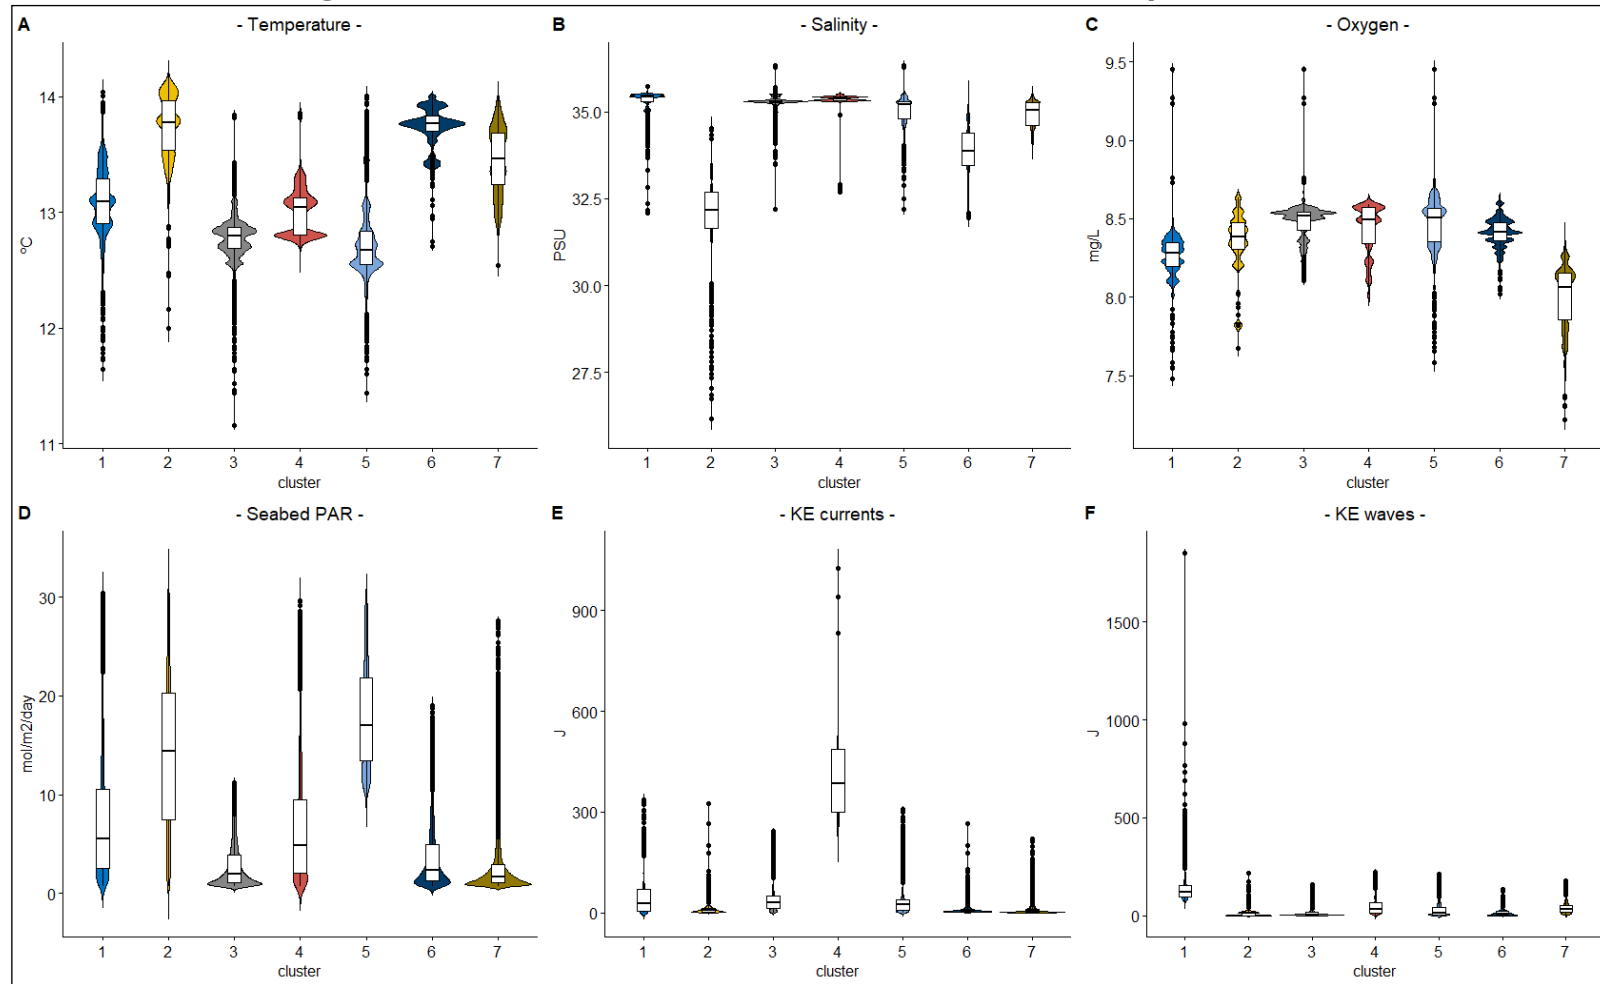 A - Temperature -
14
13
12
11
ºC
1 2 3 4 5 6 7
cluster
B - Salinity -
35.0
32.5
30.0
27.5
PSU
1 2 3 4 5 6 7
cluster
C - Oxygen -
9.5
9.0
8.5
8.0
7.5
mg/L
1 2 3 4 5 6 7
cluster
D - Seabed PAR -
30
20
10
0
mol/m2/day
1 2 3 4 5 6 7
cluster
E - KE currents -
900
600
300
0
J
1 2 3 4 5 6 7
cluster
F - KE waves -
1500
1000
500
0
J
1 2 3 4 5 6 7
cluster